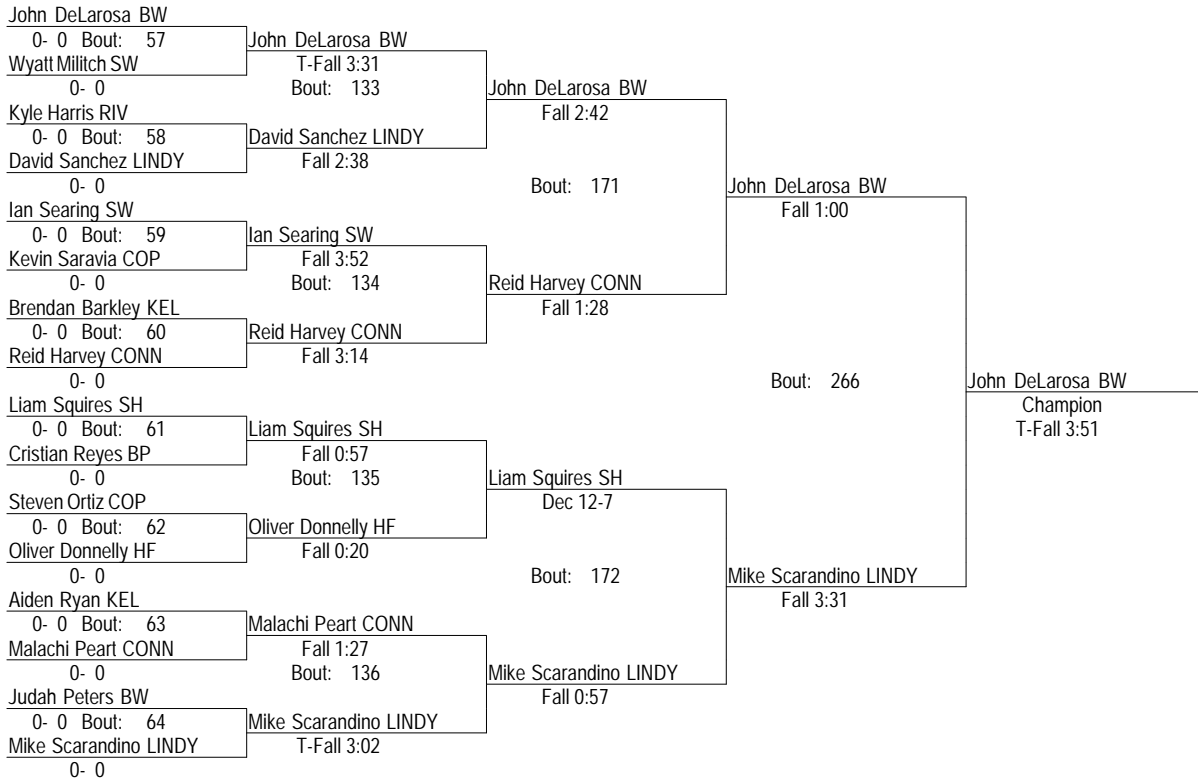 John DeLarosa BW
0- 0 Bout: 57
Wyatt Militch SW
0- 0
Kyle Harris RIV
0- 0 Bout: 58
David Sanchez LINDY
0- 0
Ian Searing SW
0- 0 Bout: 59
Kevin Saravia COP
0- 0
Brendan Barkley KEL
0- 0 Bout: 60
Reid Harvey CONN
0- 0
Liam Squires SH
0- 0 Bout: 61
Cristian Reyes BP
0- 0
Steven Ortiz COP
0- 0 Bout: 62
Oliver Donnelly HF
0- 0
Aiden Ryan KEL
0- 0 Bout: 63
Malachi Peart CONN
0- 0
Judah Peters BW
0- 0 Bout: 64
Mike Scarandino LINDY
0- 0
John DeLarosa BW
T-Fall 3:31
Bout: 133
David Sanchez LINDY
Fall 2:38
Ian Searing SW
Fall 3:52
Bout: 134
Reid Harvey CONN
Fall 3:14
Liam Squires SH
Fall 0:57
Bout: 135
Oliver Donnelly HF
Fall 0:20
Malachi Peart CONN
Fall 1:27
Bout: 136
Mike Scarandino LINDY
T-Fall 3:02
John DeLarosa BW
Fall 2:42
Bout: 171
Reid Harvey CONN
Fall 1:28
Liam Squires SH
Dec 12-7
Bout: 172
Mike Scarandino LINDY
Fall 0:57
John DeLarosa BW
Fall 1:00
Bout: 266
Mike Scarandino LINDY
Fall 3:31
John DeLarosa BW
Champion
T-Fall 3:51